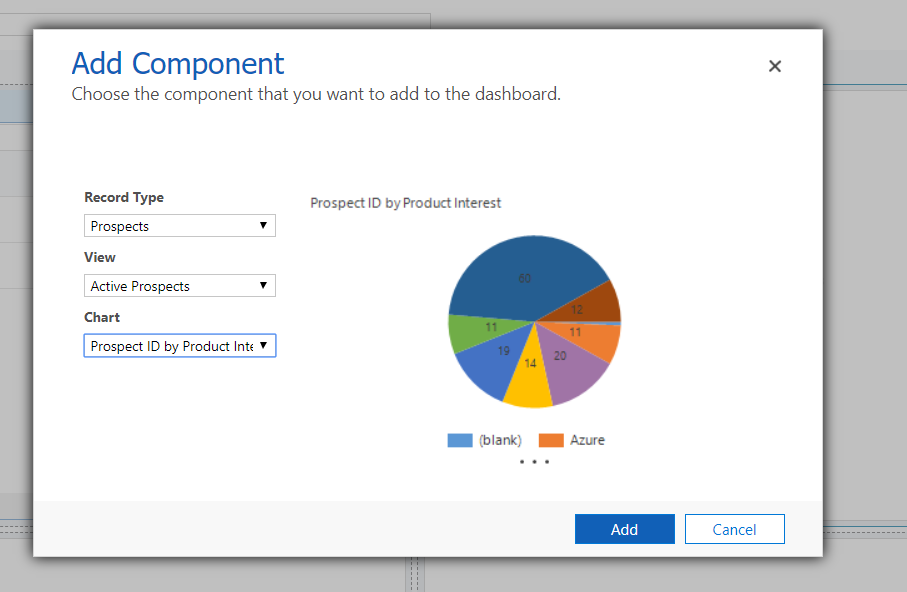 Add Component
Choose the component that you want to add to the dashboard.
Record Type
Prospects
View
Active Prospects
Chart
Prospect ID by Product Inte
Prospect ID by Product Interest
60
12
11
11
19
14
20
(blank) Azure
Add Cancel